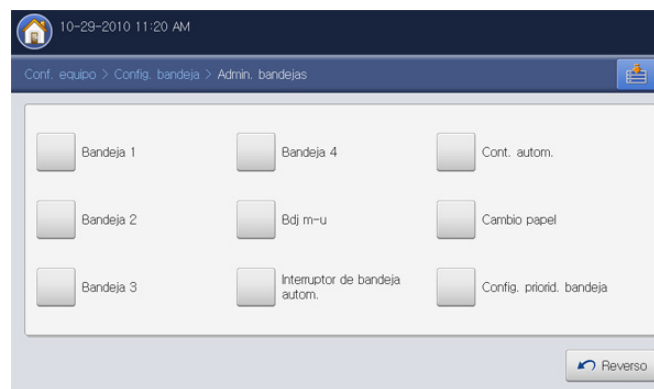 10-29-2010 11:20 AM
Conf. equipo > Config. bandeja > Admin. bandejas
Bandeja 1
Bandeja 4
Cont. autom.
Bandeja 2
Bdj m-u
Cambio papel
Bandeja 3
Interruptor de bandeja
autom.
Config. priorid. bandeja
Reverso